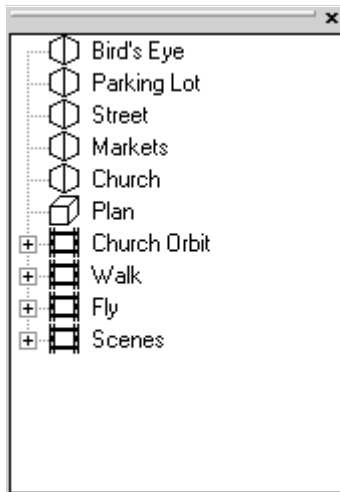 Bird's Eye
Parking Lot
Street
Markets
Church
Plan
Church Orbit
Walk
Fly
Scenes